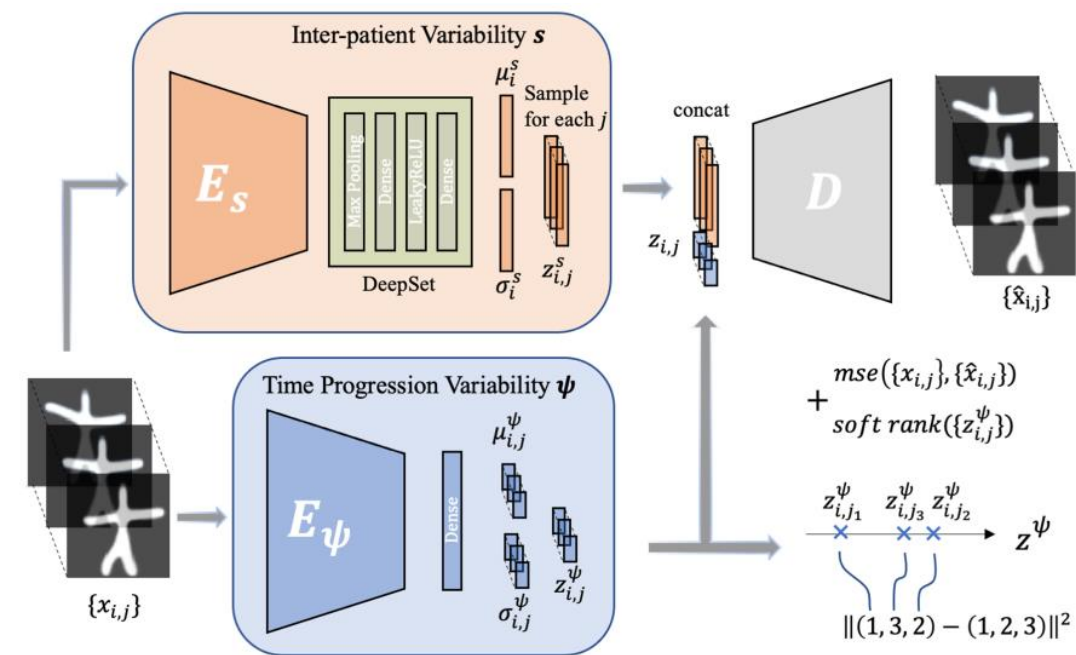 Inter-patient Variability s
E_s
Max Pooling
Dense
LeakyReLU
Dense
DeepSet
μ_i^s
σ_i^s
Sample
for each j
z_{i,j}^s
concat
z_{i,j}
D
{x̂_{i,j}}
{x_{i,j}}
Time Progression Variability ψ
E_ψ
Dense
μ_{i,j}^ψ
σ_{i,j}^ψ
z_{i,j}^ψ
+ mse({x_{i,j}}, {x̂_{i,j}})
soft rank({z_{i,j}^ψ})
z_{i,j_1}^ψ z_{i,j_3}^ψ z_{i,j_2}^ψ
z^ψ
‖(1, 3, 2) − (1, 2, 3)‖²